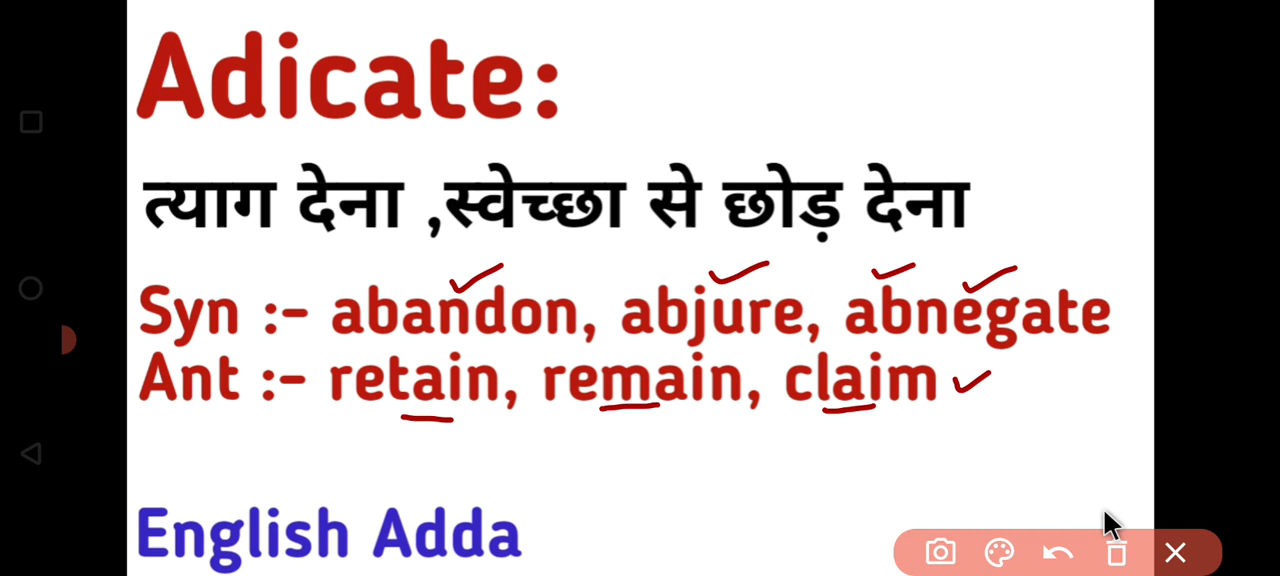 Adicate:
त्याग देना ,स्वेच्छा से छोड़ देना
Syn :- abandon, abjure, abnegate
Ant :- retain, remain, claim
English Adda